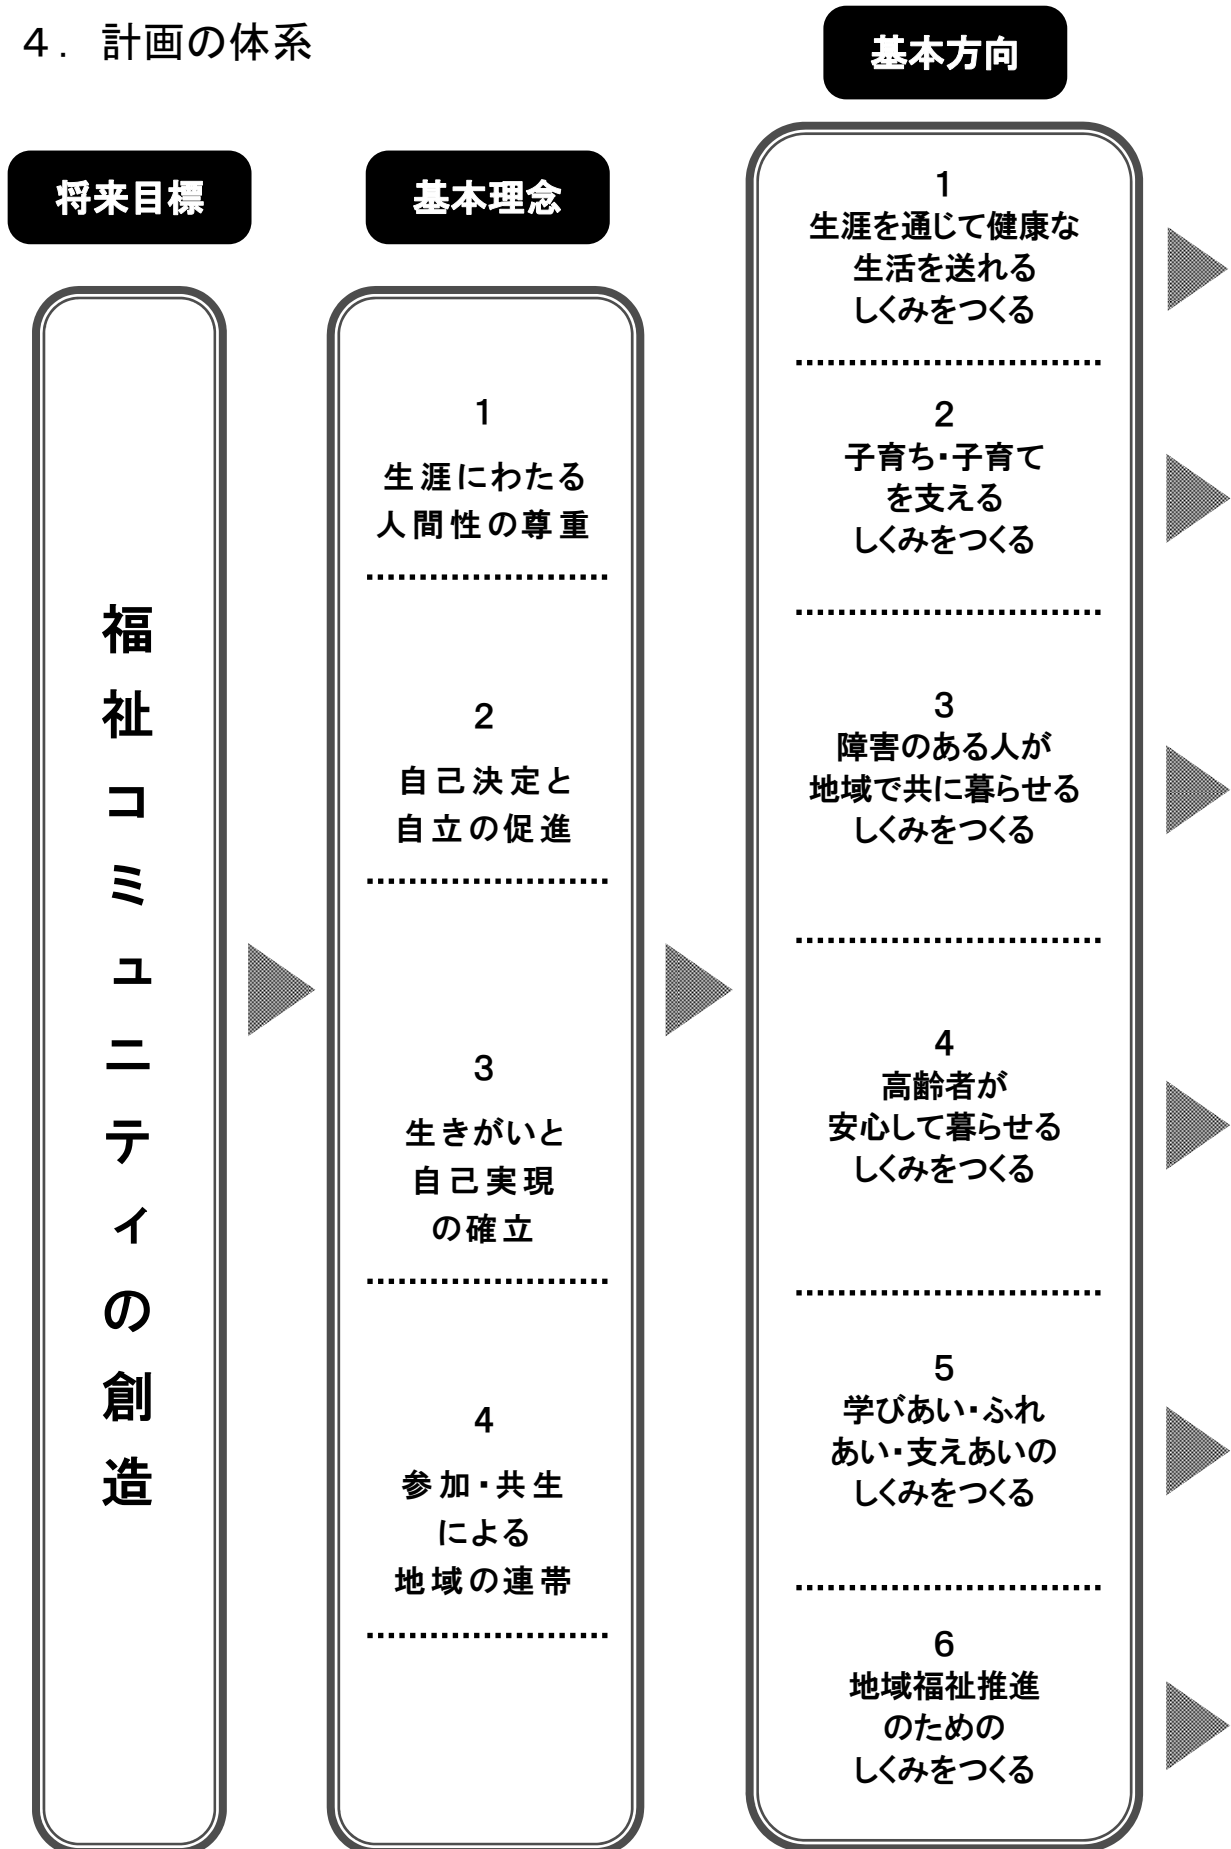 ４．計画の体系
将来目標
福祉コミュニティの創造
基本理念
1
生涯にわたる
人間性の尊重
2
自己決定と
自立の促進
3
生きがいと
自己実現
の確立
4
参加・共生
による
地域の連帯
基本方向
1
生涯を通じて健康な
生活を送れる
しくみをつくる
2
子育ち・子育て
を支える
しくみをつくる
3
障害のある人が
地域で共に暮らせる
しくみをつくる
4
高齢者が
安心して暮らせる
しくみをつくる
5
学びあい・ふれ
あい・支えあいの
しくみをつくる
6
地域福祉推進
のための
しくみをつくる